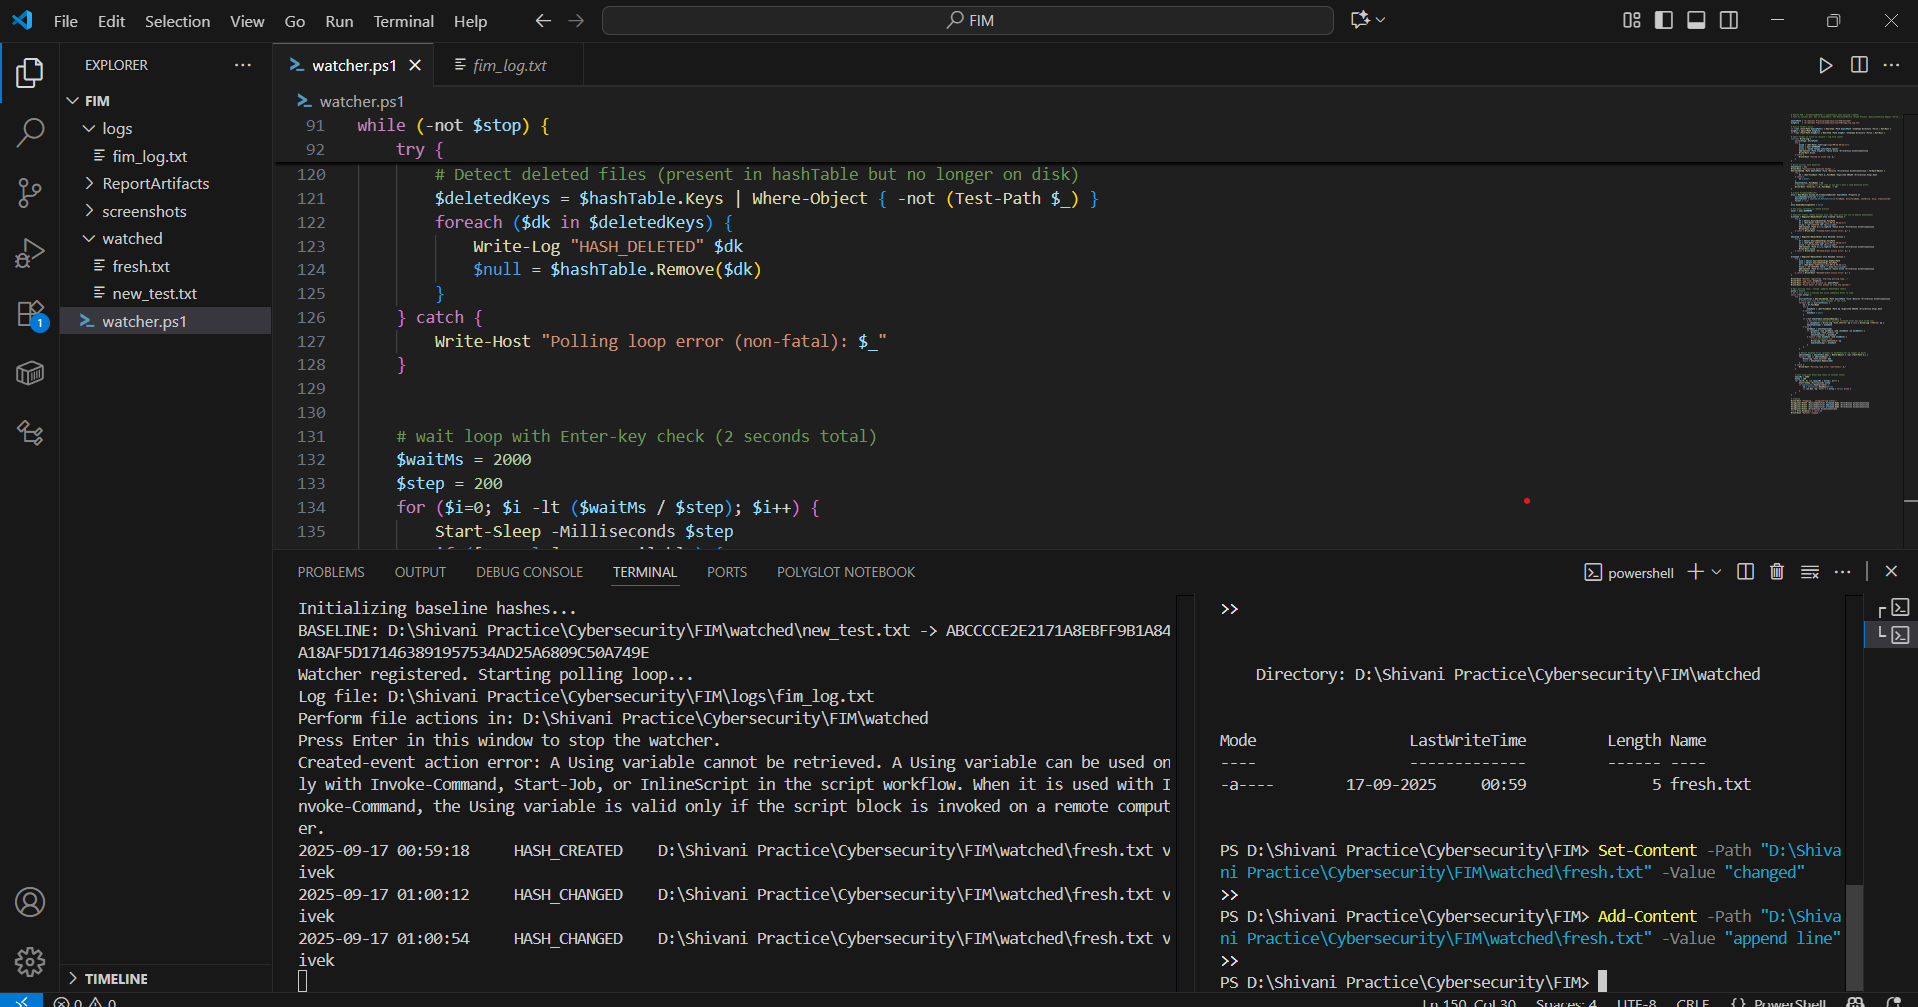 File Edit Selection View Go Run Terminal Help FIM
EXPLORER
FIM
logs
fim_log.txt
ReportArtifacts
screenshots
watched
fresh.txt
new_test.txt
watcher.ps1
1
TIMELINE
watcher.ps1 fim_log.txt
watcher.ps1
91 while (-not $stop) {
92 try {
120 # Detect deleted files (present in hashTable but no longer on disk)
121 $deletedKeys = $hashTable.Keys | Where-Object { -not (Test-Path $_) }
122 foreach ($dk in $deletedKeys) {
123 Write-Log "HASH_DELETED" $dk
124 $null = $hashTable.Remove($dk)
125 }
126 } catch {
127 Write-Host "Polling loop error (non-fatal): $_"
128 }
129
130
131 # wait loop with Enter-key check (2 seconds total)
132 $waitMs = 2000
133 $step = 200
134 for ($i=0; $i -lt ($waitMs / $step); $i++) {
135 Start-Sleep -Milliseconds $step
PROBLEMS OUTPUT DEBUG CONSOLE TERMINAL PORTS POLYGLOT NOTEBOOK powershell
Initializing baseline hashes...
BASELINE: D:\Shivani Practice\Cybersecurity\FIM\watched\new_test.txt -> ABCCCCE2E2171A8EBFF9B1A84
A18AF5D171463891957534AD25A6809C50A749E
Watcher registered. Starting polling loop...
Log file: D:\Shivani Practice\Cybersecurity\FIM\logs\fim_log.txt
Perform file actions in: D:\Shivani Practice\Cybersecurity\FIM\watched
Press Enter in this window to stop the watcher.
Created-event action error: A Using variable cannot be retrieved. A Using variable can be used on
ly with Invoke-Command, Start-Job, or InlineScript in the script workflow. When it is used with I
nvoke-Command, the Using variable is valid only if the script block is invoked on a remote comput
er.
2025-09-17 00:59:18 HASH_CREATED D:\Shivani Practice\Cybersecurity\FIM\watched\fresh.txt v
ivek
2025-09-17 01:00:12 HASH_CHANGED D:\Shivani Practice\Cybersecurity\FIM\watched\fresh.txt v
ivek
2025-09-17 01:00:54 HASH_CHANGED D:\Shivani Practice\Cybersecurity\FIM\watched\fresh.txt v
ivek
>>
Directory: D:\Shivani Practice\Cybersecurity\FIM\watched
Mode LastWriteTime Length Name
---- ------------- ------ ----
-a---- 17-09-2025 00:59 5 fresh.txt
PS D:\Shivani Practice\Cybersecurity\FIM> Set-Content -Path "D:\Shiva
ni Practice\Cybersecurity\FIM\watched\fresh.txt" -Value "changed"
>>
PS D:\Shivani Practice\Cybersecurity\FIM> Add-Content -Path "D:\Shiva
ni Practice\Cybersecurity\FIM\watched\fresh.txt" -Value "append line"
>>
PS D:\Shivani Practice\Cybersecurity\FIM>
0 0 Ln 150, Col 30 Spaces: 4 UTF-8 CRLF {} PowerShell